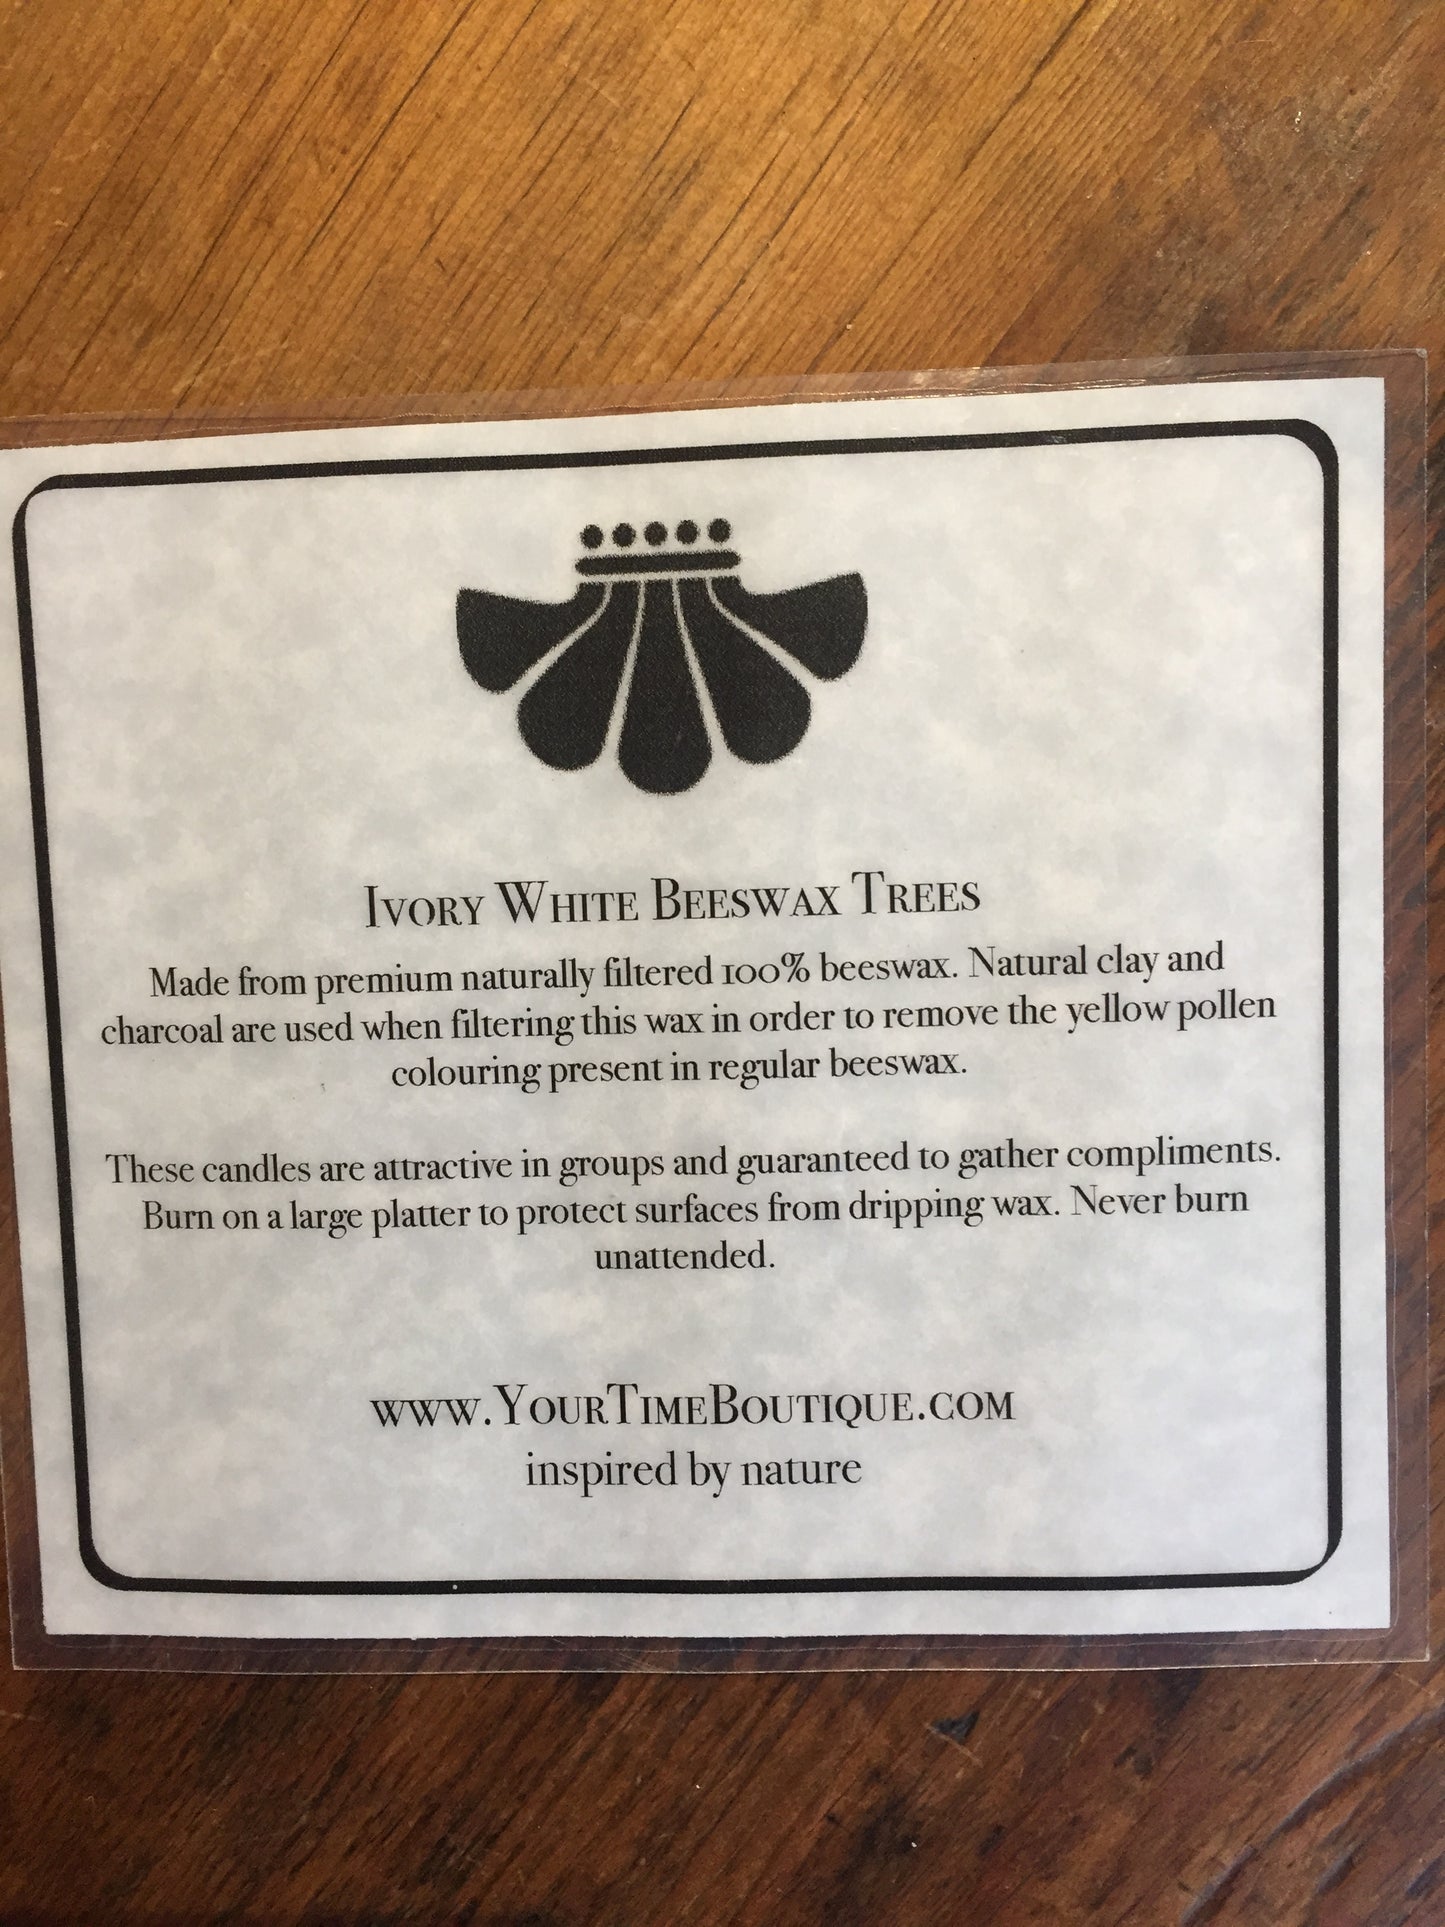 Ivory White Beeswax Trees
Made from premium naturally filtered 100% beeswax. Natural clay and
charcoal are used when filtering this wax in order to remove the yellow pollen
colouring present in regular beeswax.
These candles are attractive in groups and guaranteed to gather compliments.
Burn on a large platter to protect surfaces from dripping wax. Never burn
unattended.
www.YourTimeBoutique.com
inspired by nature